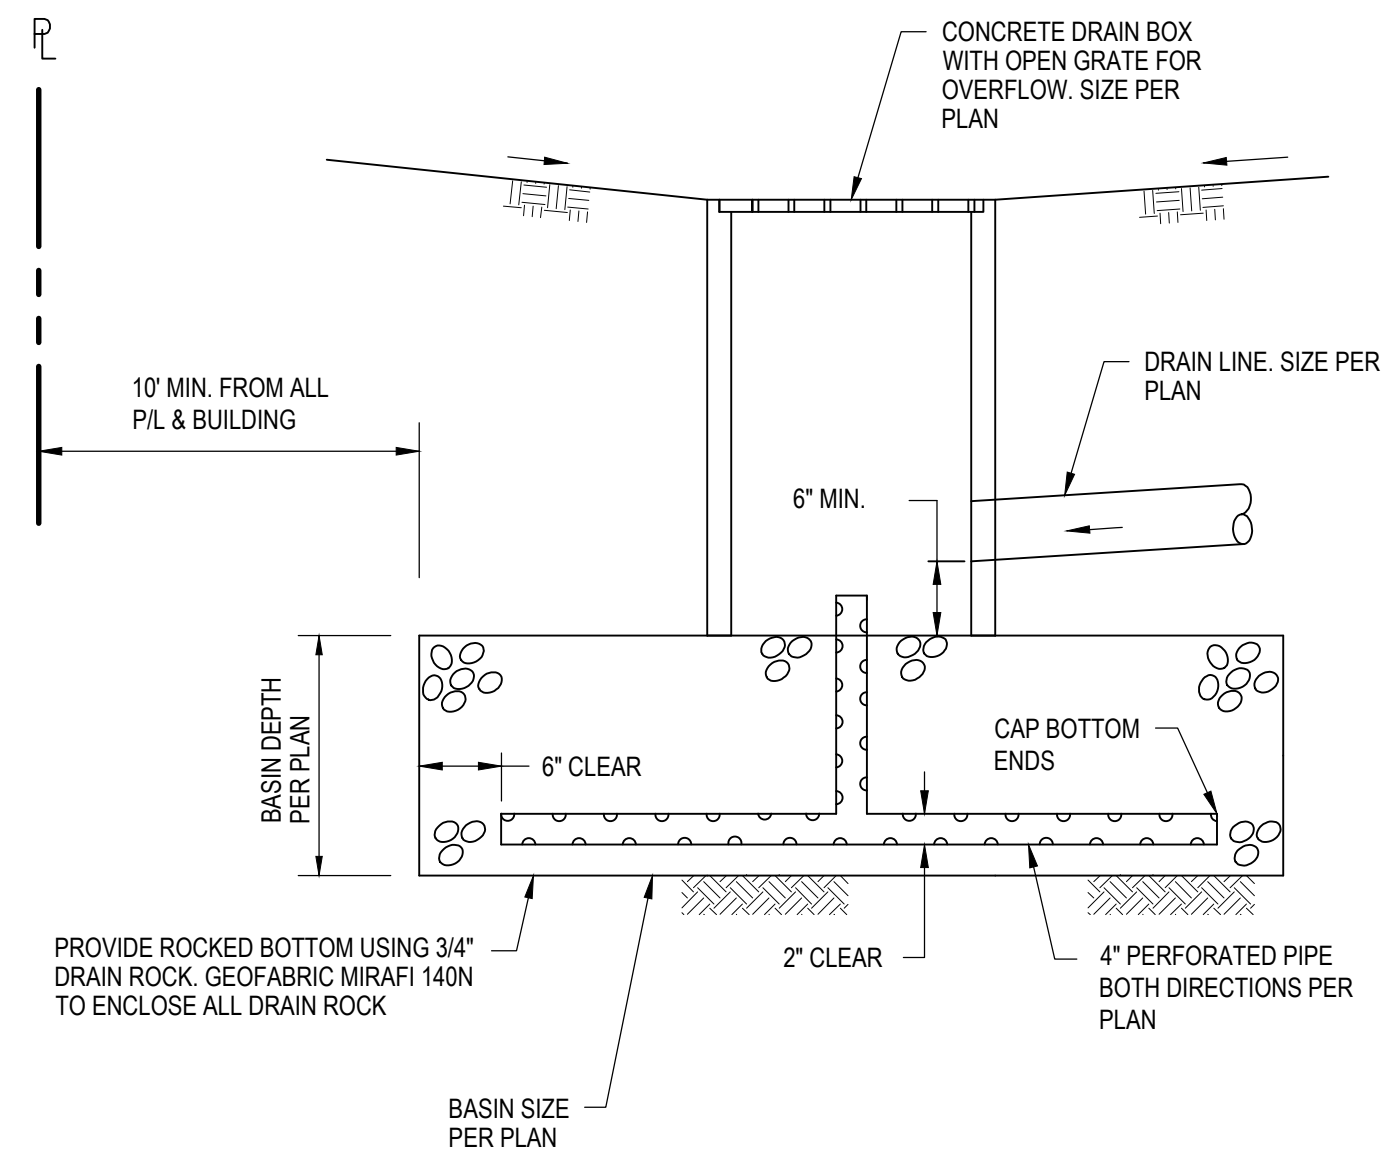 PL
CONCRETE DRAIN BOX
WITH OPEN GRATE FOR
OVERFLOW. SIZE PER
PLAN
DRAIN LINE. SIZE PER
PLAN
10' MIN. FROM ALL
P/L & BUILDING
6" MIN.
BASIN DEPTH
PER PLAN
6" CLEAR
CAP BOTTOM
ENDS
PROVIDE ROCKED BOTTOM USING 3/4"
DRAIN ROCK. GEOFABRIC MIRAFI 140N
TO ENCLOSE ALL DRAIN ROCK
2" CLEAR
4" PERFORATED PIPE
BOTH DIRECTIONS PER
PLAN
BASIN SIZE
PER PLAN